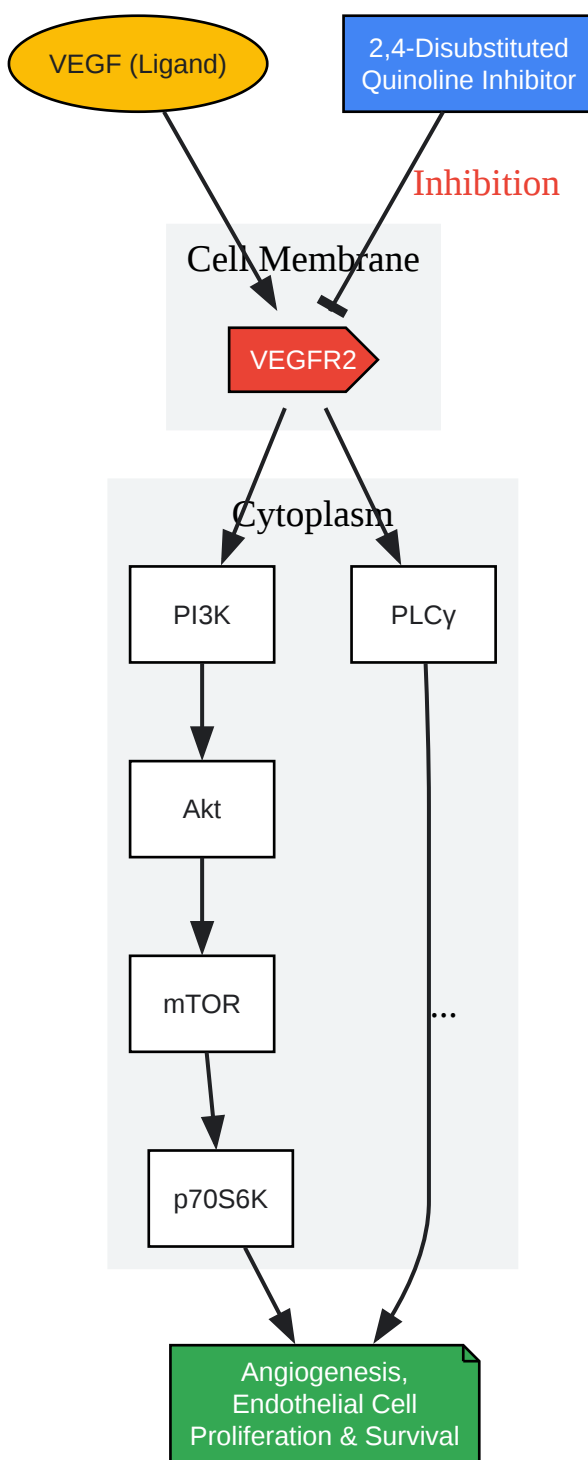 VEGF (Ligand)
2,4-Disubstituted
Quinoline Inhibitor
Inhibition
Cell Membrane
VEGFR2
Cytoplasm
PI3K
PLCγ
Akt
mTOR
...
p70S6K
Angiogenesis,
Endothelial Cell
Proliferation & Survival